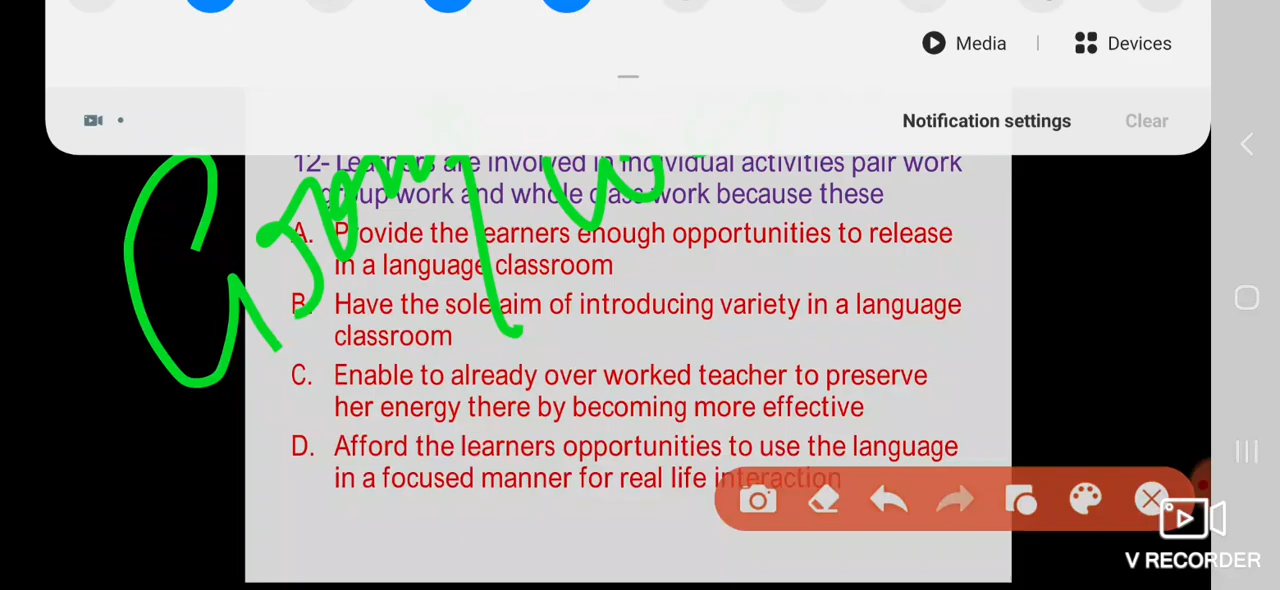 Media | Devices
Notification settings Clear
12- Learners are involved in individual activities pair work
group work and whole class work because these
A. Provide the learners enough opportunities to release
in a language classroom
B. Have the sole aim of introducing variety in a language
classroom
C. Enable to already over worked teacher to preserve
her energy there by becoming more effective
D. Afford the learners opportunities to use the language
in a focused manner for real life interaction
V RECORDER